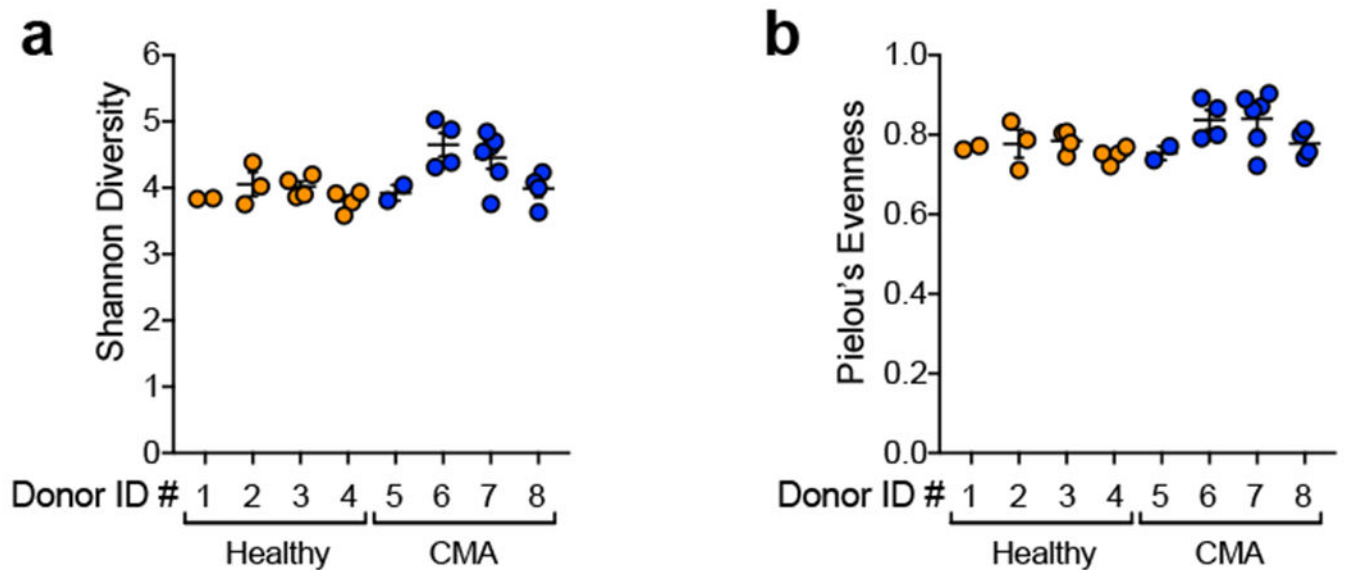 a
Shannon Diversity
6
5
4
3
2
1
0
Donor ID # 1 2 3 4 5 6 7 8
Healthy CMA
b
Pielou's Evenness
1.0
0.8
0.6
0.4
0.2
0.0
Donor ID # 1 2 3 4 5 6 7 8
Healthy CMA